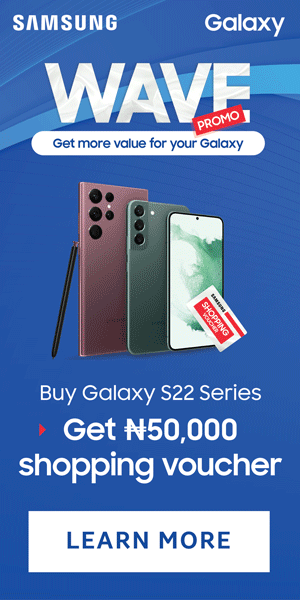 SAMSUNG
Galaxy
WAVE
PROMO
Get more value for your Galaxy
SAMSUNG
SHOPPING
VOUCHER
Buy Galaxy S22 Series
Get ₦50,000
shopping voucher
LEARN MORE